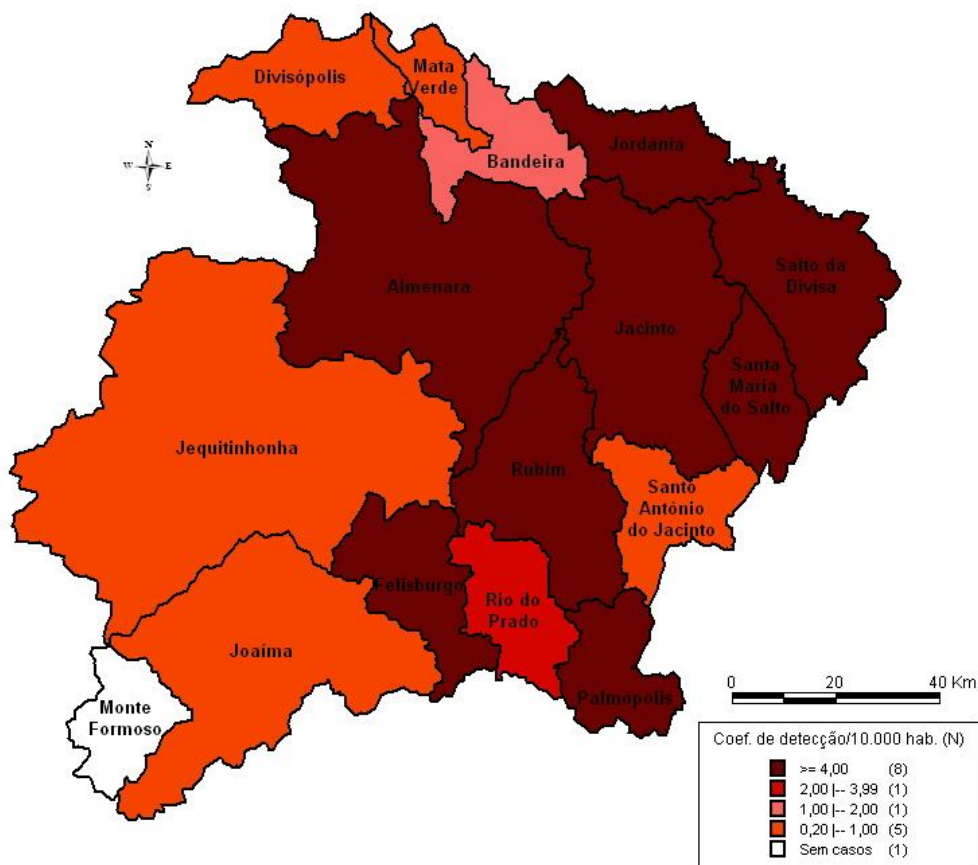 Mata
Verde
Divisópolis
Jordânia
Bandeira
N
W E
S
Salto da
Divisa
Almenara
Jacinto
Santa
Maria
do Salto
Jequitinhonha
Rubim
Santo
Antônio
do Jacinto
Felisburgo
Rio do
Prado
Joaíma
Palmópolis
Monte
Formoso
0 20 40 Km
Coef. de detecção/10.000 hab. (N)
>= 4,00 (8)
2,00 |-- 3,99 (1)
1,00 |-- 2,00 (1)
0,20 |-- 1,00 (5)
Sem casos (1)